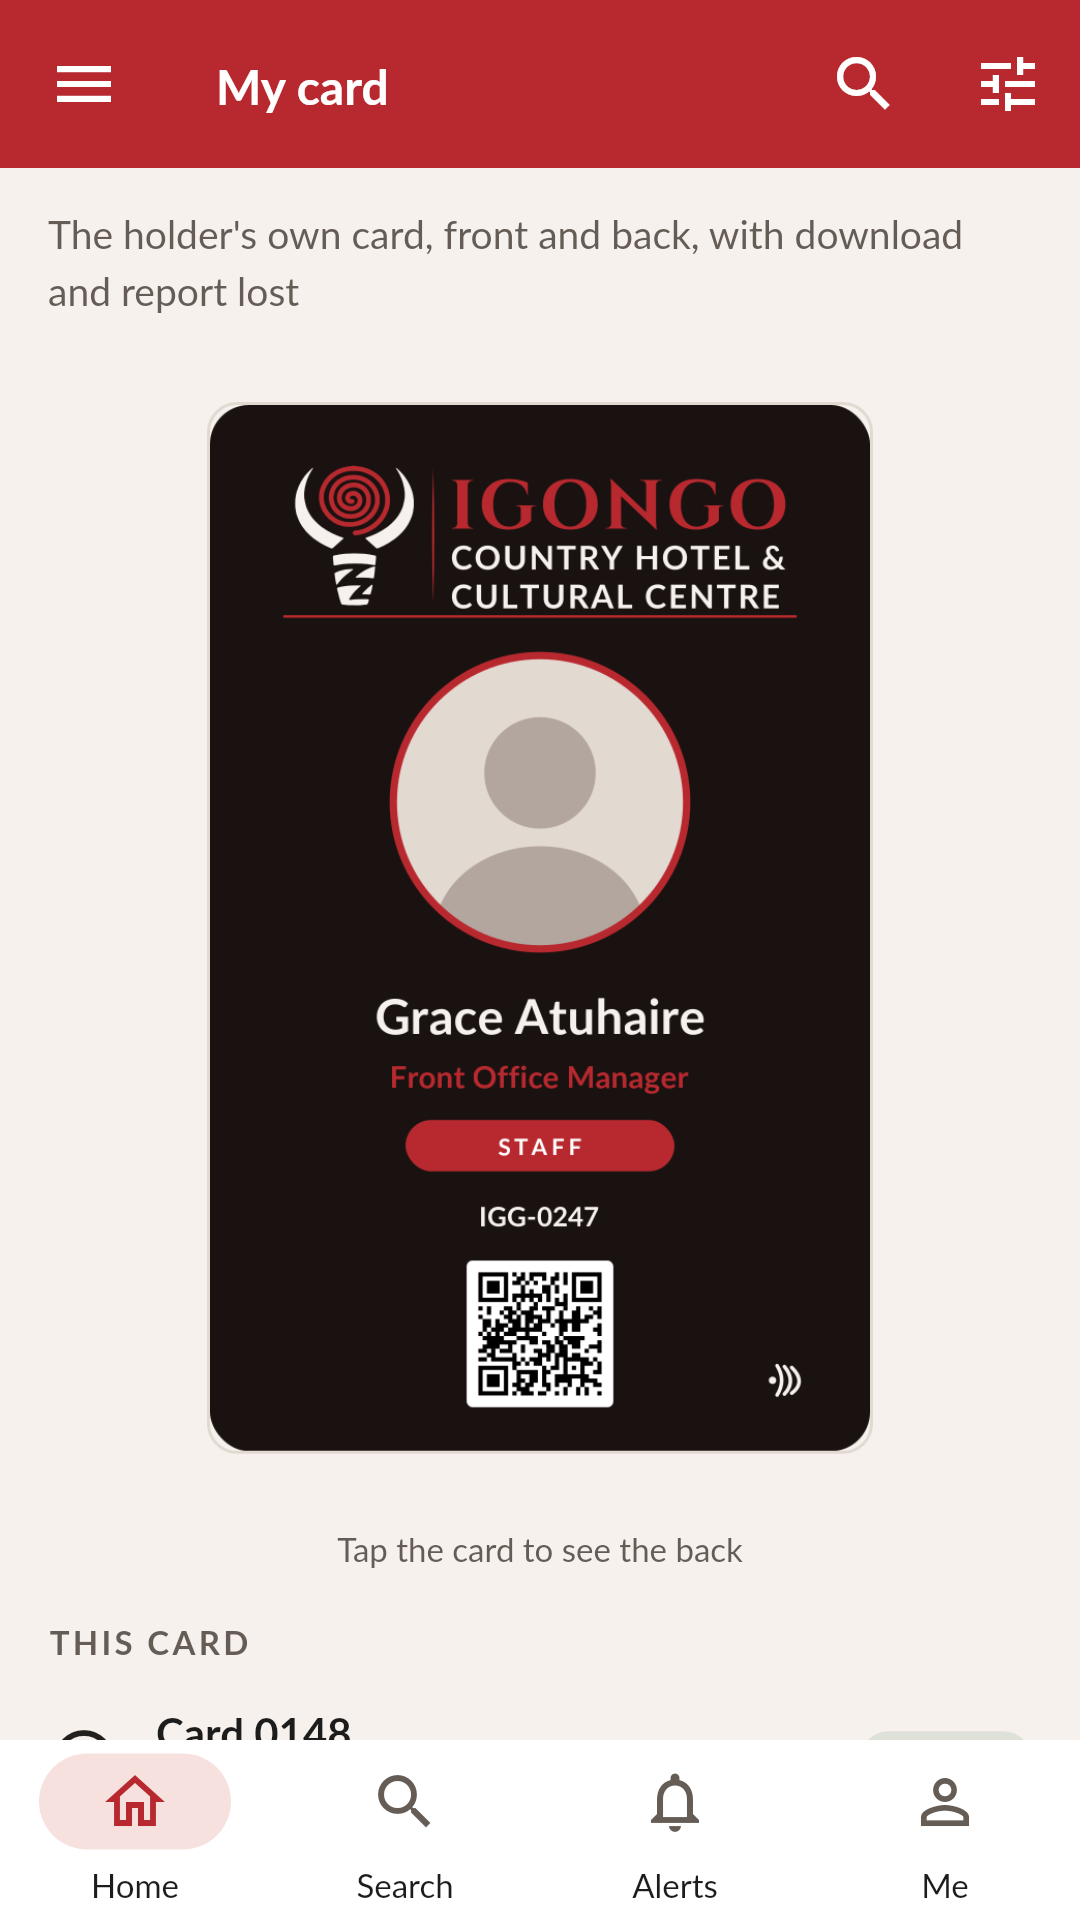 My card
The holder's own card, front and back, with download
and report lost
IGONGO
COUNTRY HOTEL &
CULTURAL CENTRE
Grace Atuhaire
Front Office Manager
STAFF
IGG-0247
Tap the card to see the back
THIS CARD
Card 0148
Home
Search
Alerts
Me